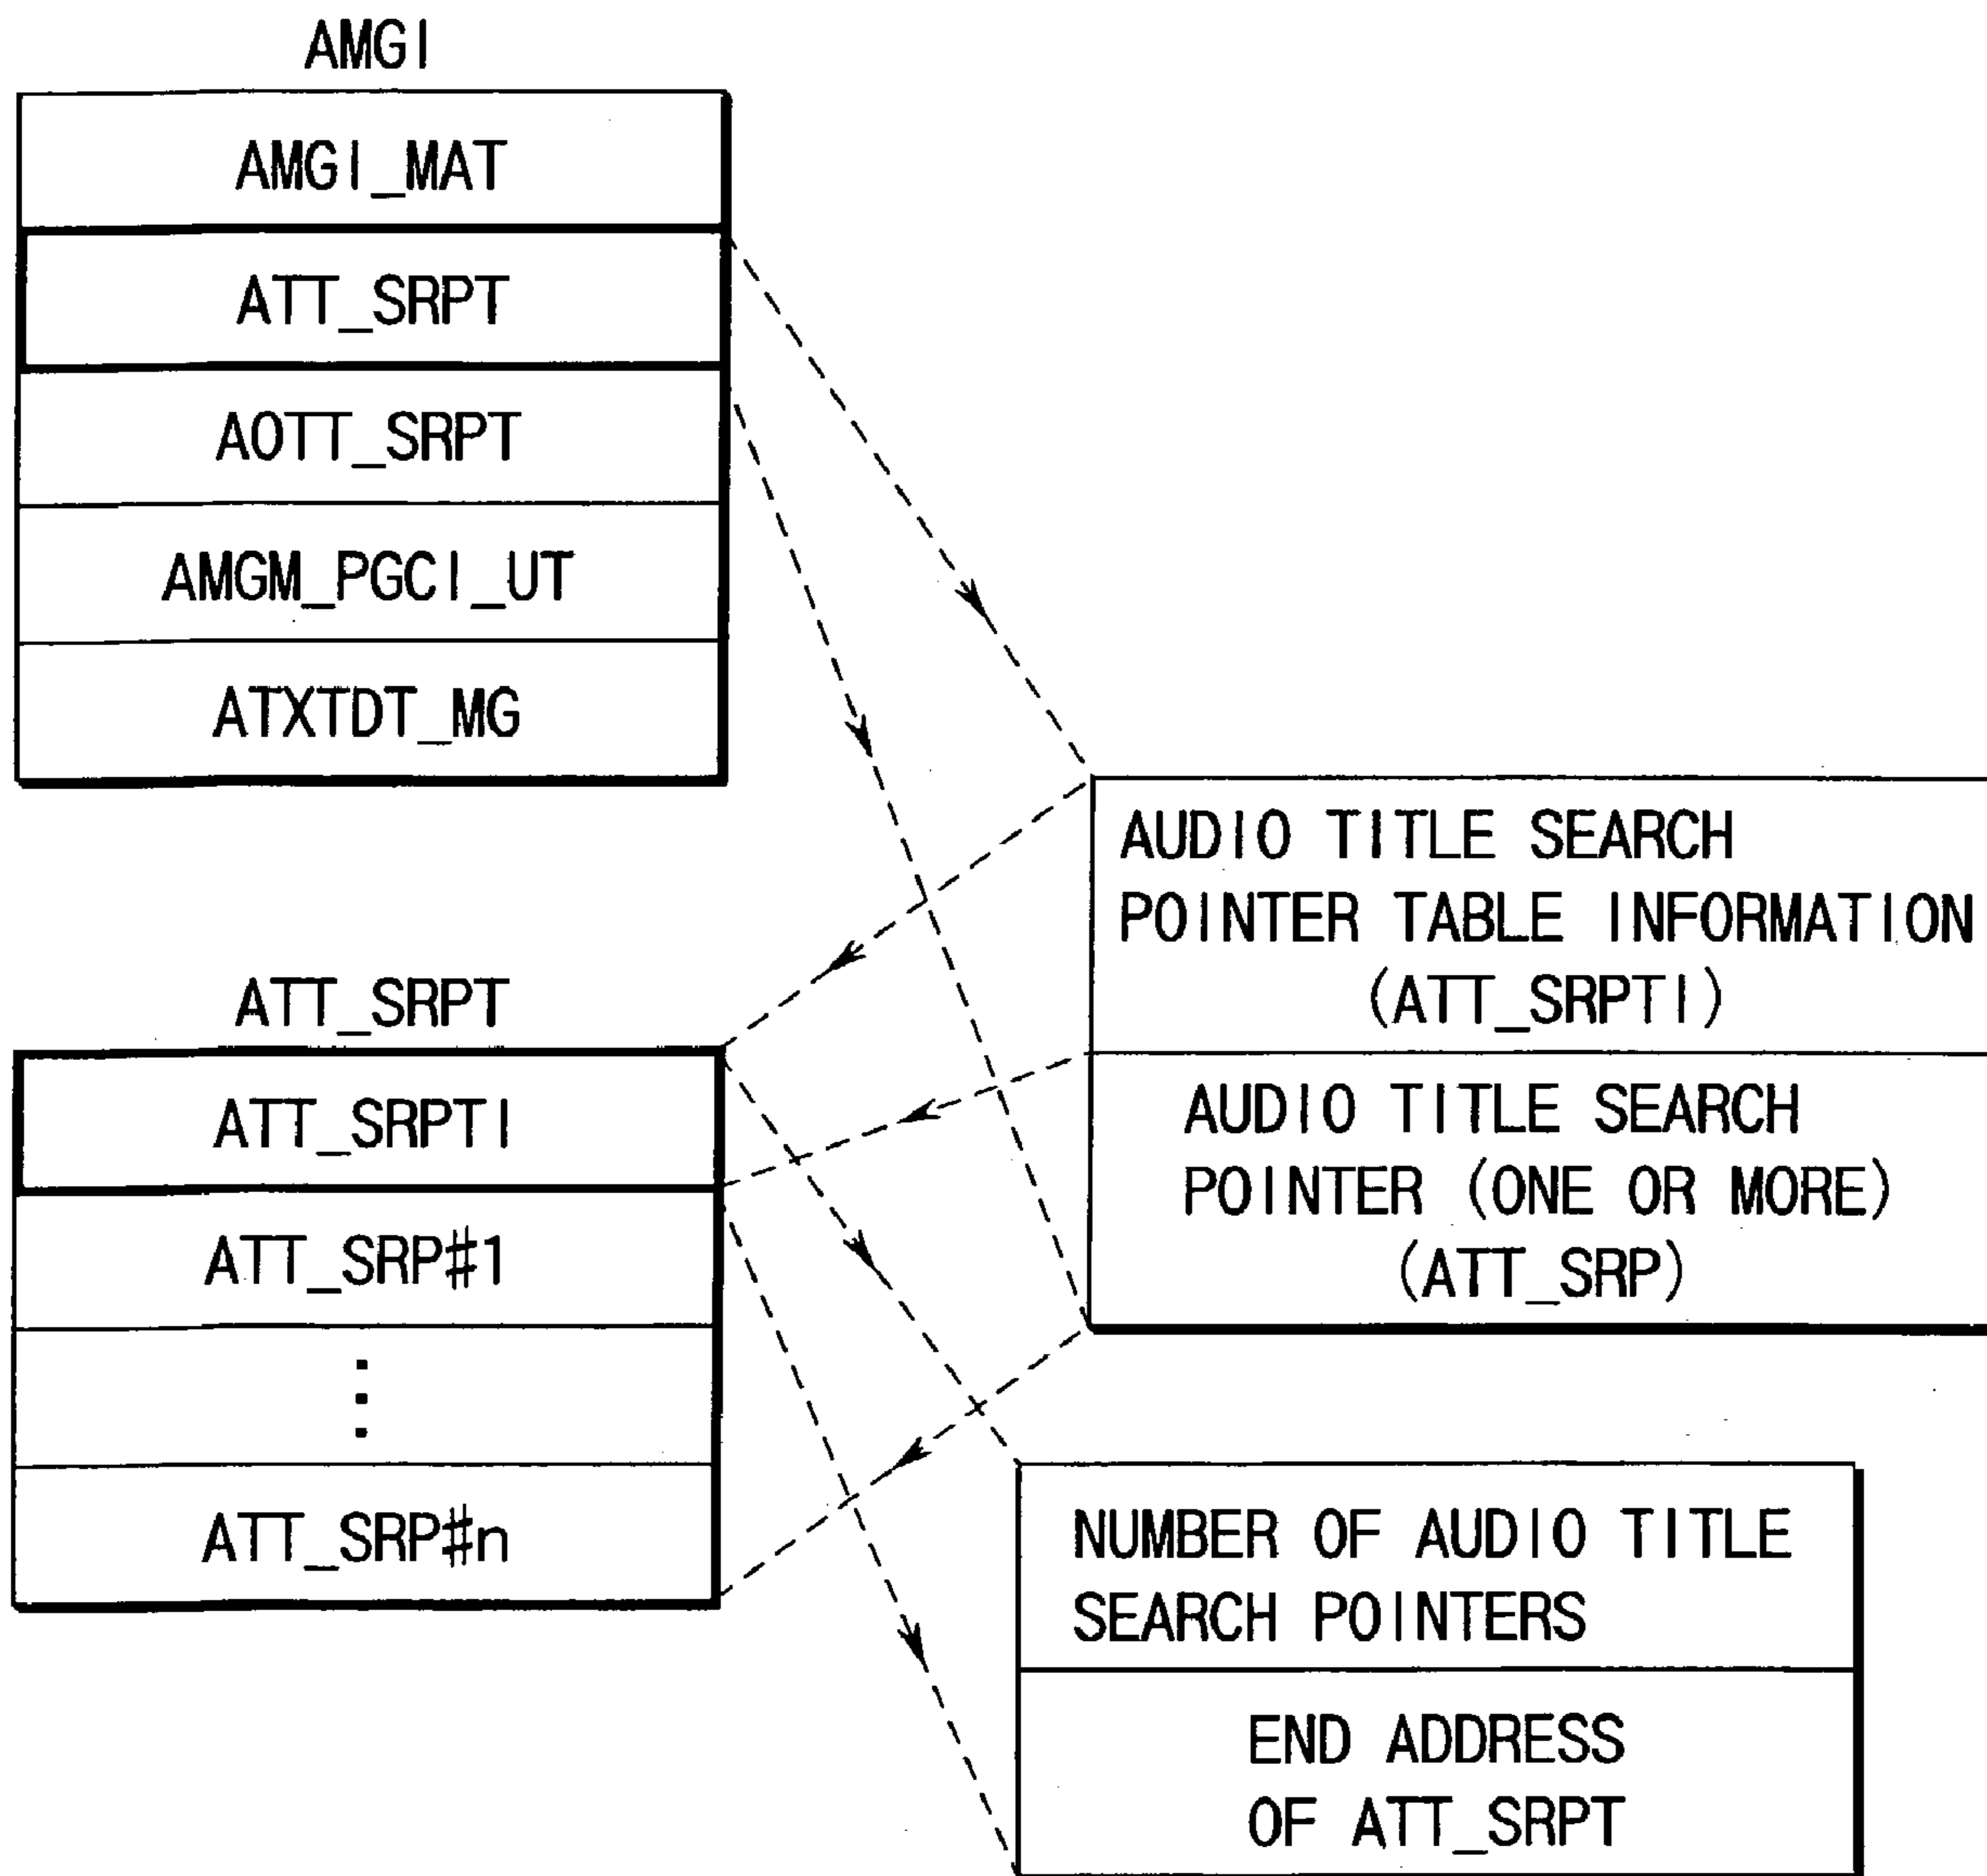 AMGI
AMGI_MAT
ATT_SRPT
AOTT_SRPT
AMGM_PGCI_UT
ATXTDT_MG
AUDIO TITLE SEARCH
POINTER TABLE INFORMATION
(ATT_SRPTI)
AUDIO TITLE SEARCH
POINTER (ONE OR MORE)
(ATT_SRP)
ATT_SRPT
ATT_SRPTI
ATT_SRP#1
⋮
ATT_SRP#n
NUMBER OF AUDIO TITLE
SEARCH POINTERS
END ADDRESS
OF ATT_SRPT